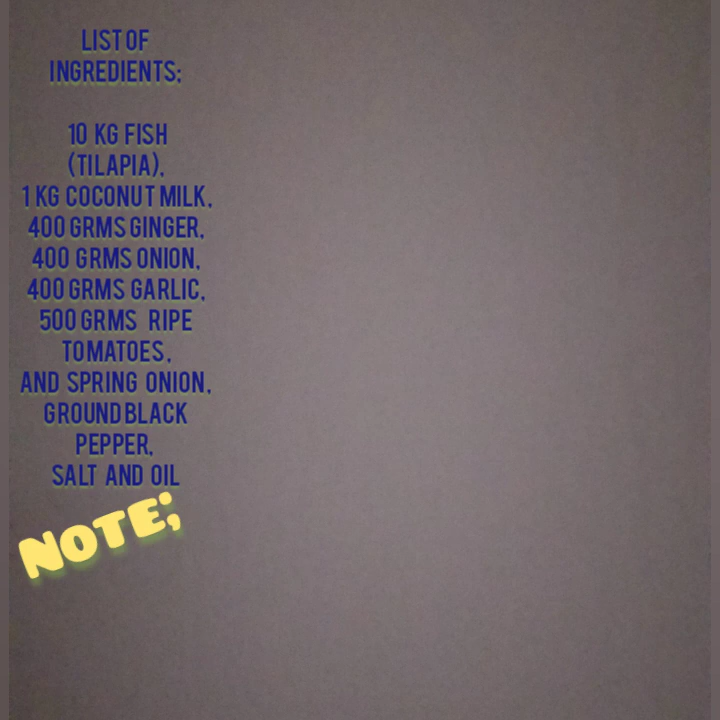 LIST OF
INGREDIENTS;
10 KG FISH
(TILAPIA),
1 KG COCONUT MILK,
400 GRMS GINGER,
400 GRMS ONION,
400 GRMS GARLIC,
500 GRMS RIPE
TOMATOES,
AND SPRING ONION,
GROUND BLACK
PEPPER,
SALT AND OIL
NOTE;